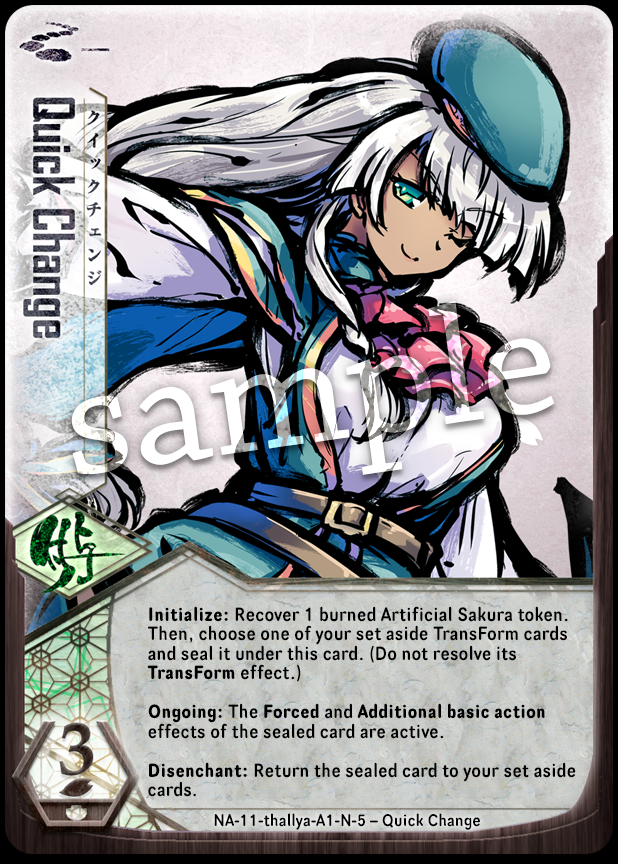 Quick Change
クイックチェンジ
sample
Initialize: Recover 1 burned Artificial Sakura token.
Then, choose one of your set aside TransForm cards
and seal it under this card. (Do not resolve its
TransForm effect.)
Ongoing: The Forced and Additional basic action
effects of the sealed card are active.
Disenchant: Return the sealed card to your set aside
cards.
3
NA-11-thallya-A1-N-5 – Quick Change